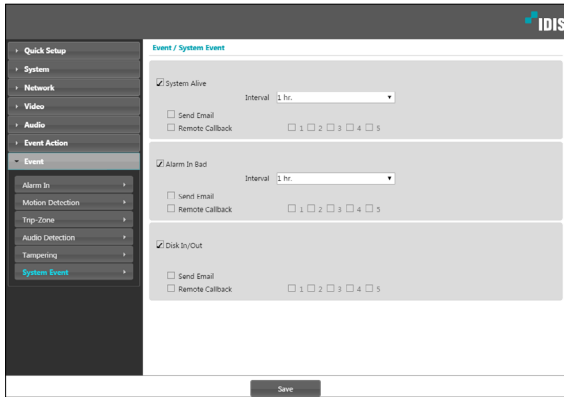 IDIS
Quick Setup
System
Network
Video
Audio
Event Action
Event
Alarm In
Motion Detection
Trip-Zone
Audio Detection
Tampering
System Event
Event / System Event
System Alive
Interval 1 hr.
Send Email
Remote Callback 1 2 3 4 5
Alarm In Bad
Interval 1 hr.
Send Email
Remote Callback 1 2 3 4 5
Disk In/Out
Send Email
Remote Callback 1 2 3 4 5
Save